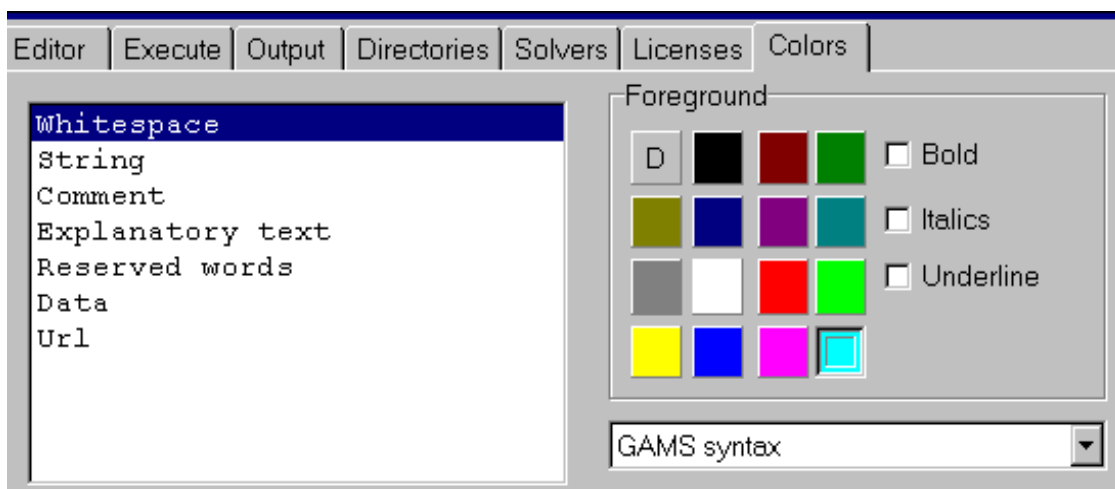 Editor Execute Output Directories Solvers Licenses Colors
Whitespace
String
Comment
Explanatory text
Reserved words
Data
Url
Foreground
D
Bold
Italics
Underline
GAMS syntax